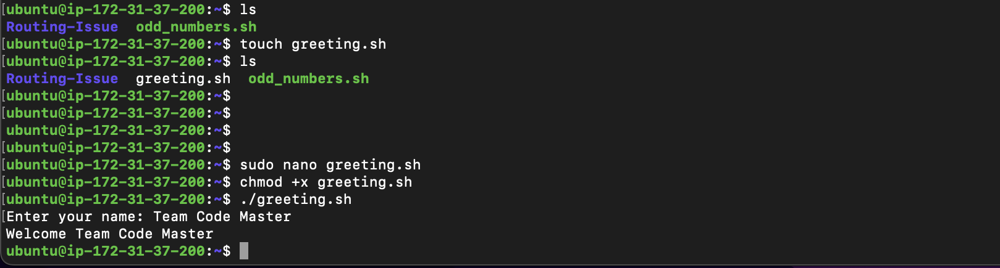 [ubuntu@ip-172-31-37-200:~$ ls
Routing-Issue  odd_numbers.sh
[ubuntu@ip-172-31-37-200:~$ touch greeting.sh
[ubuntu@ip-172-31-37-200:~$ ls
Routing-Issue  greeting.sh  odd_numbers.sh
[ubuntu@ip-172-31-37-200:~$
[ubuntu@ip-172-31-37-200:~$
ubuntu@ip-172-31-37-200:~$
[ubuntu@ip-172-31-37-200:~$
[ubuntu@ip-172-31-37-200:~$ sudo nano greeting.sh
[ubuntu@ip-172-31-37-200:~$ chmod +x greeting.sh
[ubuntu@ip-172-31-37-200:~$ ./greeting.sh
[Enter your name: Team Code Master
Welcome Team Code Master
ubuntu@ip-172-31-37-200:~$